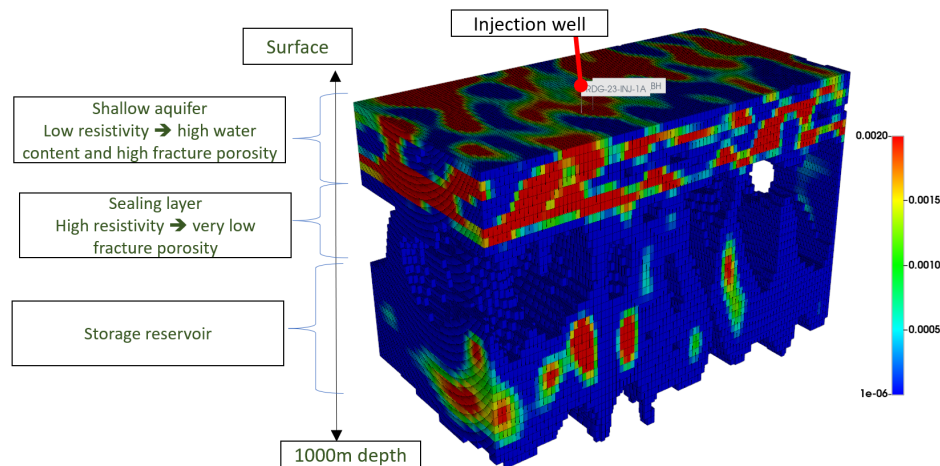 Injection well
Surface
RDG-23-INJ-1A BH
Shallow aquifer
Low resistivity ➔ high water
content and high fracture porosity
Sealing layer
High resistivity ➔ very low
fracture porosity
Storage reservoir
1000m depth
0.0020
0.0015
0.0010
0.0005
1e-06